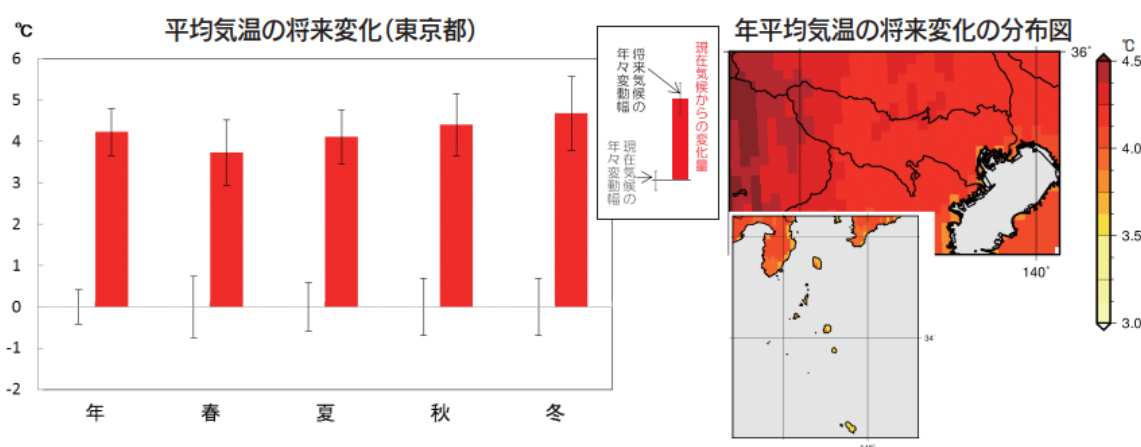 平均気温の将来変化(東京都)
℃
6
5
4
3
2
1
0
-1
-2
年
春
夏
秋
冬
将来気候の
年々変動幅
現在気候からの変化量
現在気候の
年々変動幅
年平均気温の将来変化の分布図
36°
140°
34°
℃
4.5
4.0
3.5
3.0